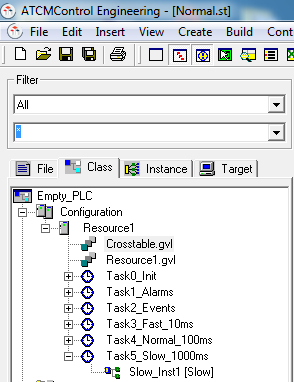 ATCMControl Engineering - [Normal.st]
File Edit Insert View Create Build Cont
Filter
All
*
File Class Instance Target
Empty_PLC
Configuration
Resource1
Crosstable.gvl
Resource1.gvl
Task0_Init
Task1_Alarms
Task2_Events
Task3_Fast_10ms
Task4_Normal_100ms
Task5_Slow_1000ms
Slow_Inst1 [Slow]